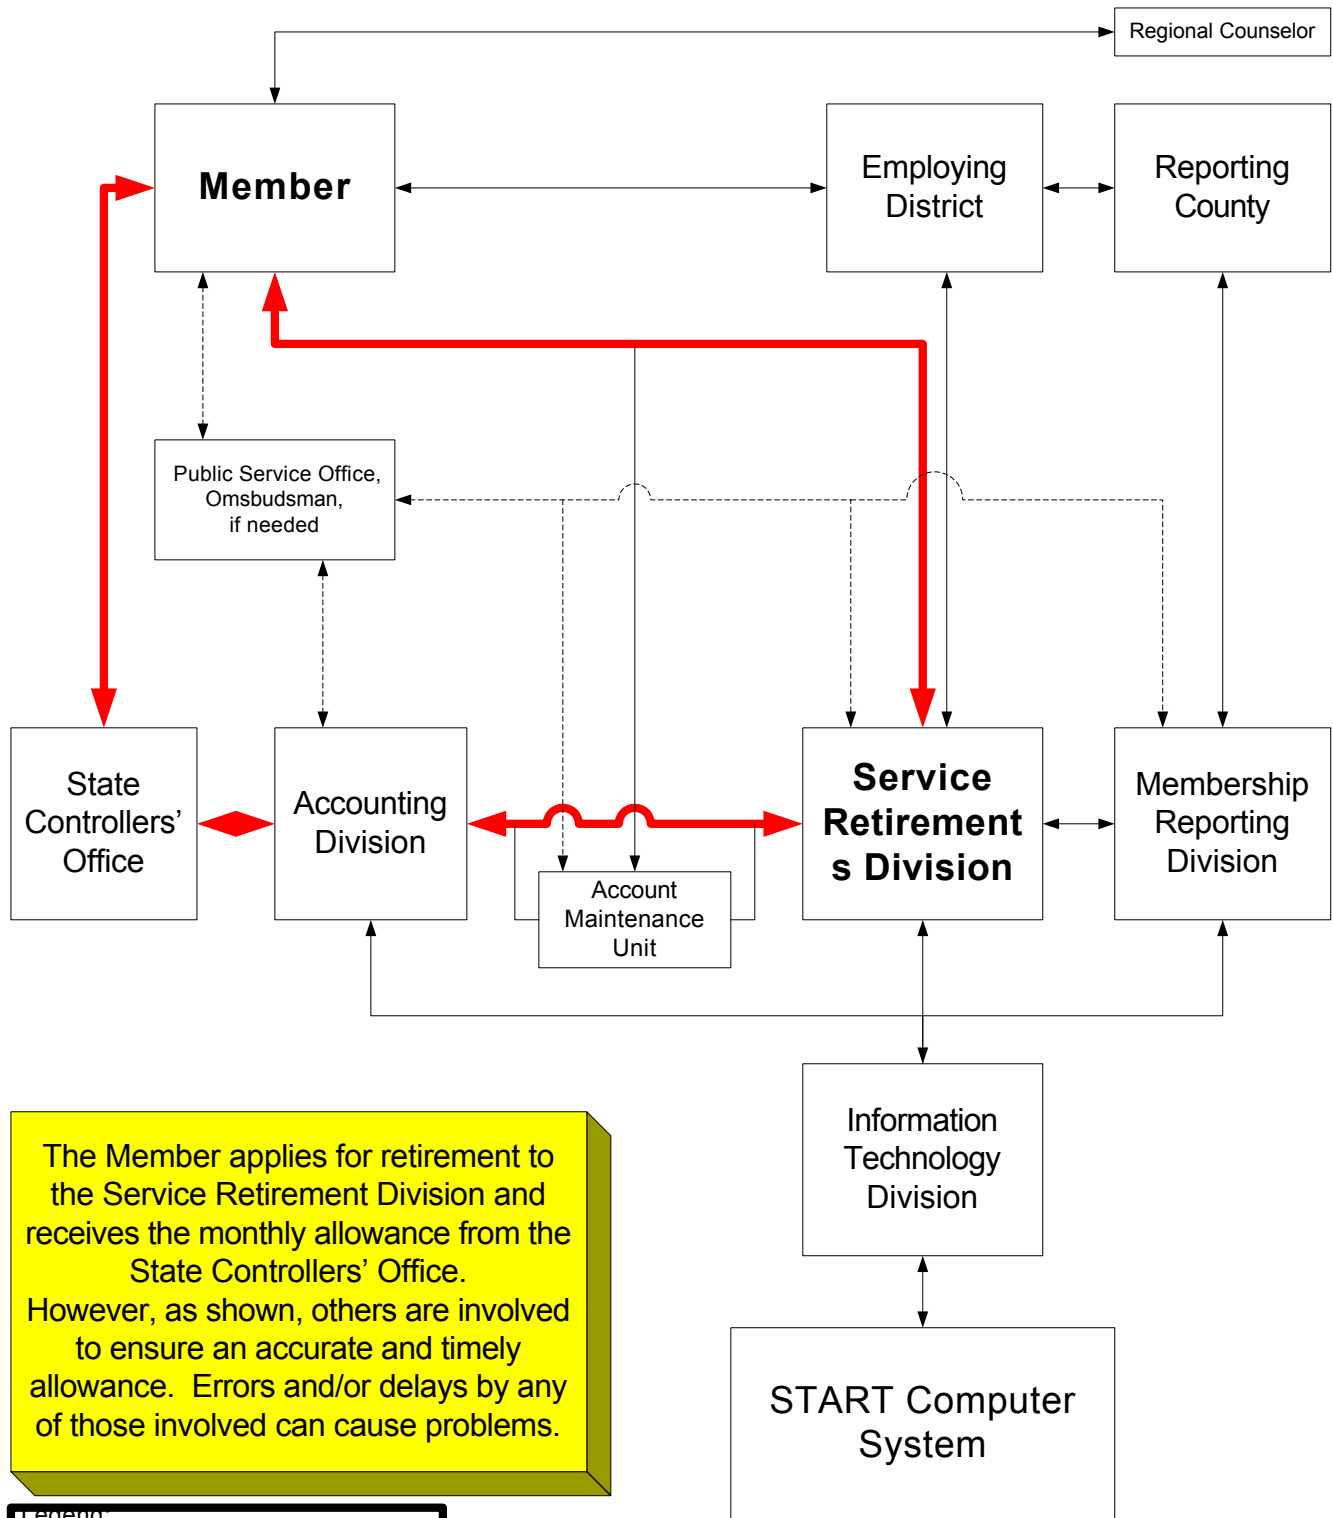 Regional Counselor
Member
Employing
District
Reporting
County
Public Service Office,
Omsbudsman,
if needed
State
Controllers'
Office
Accounting
Division
Account
Maintenance
Unit
Service
Retirement
s Division
Membership
Reporting
Division
Information
Technology
Division
The Member applies for retirement to
the Service Retirement Division and
receives the monthly allowance from the
State Controllers' Office.
However, as shown, others are involved
to ensure an accurate and timely
allowance.  Errors and/or delays by any
of those involved can cause problems.
START Computer
System
Legend: